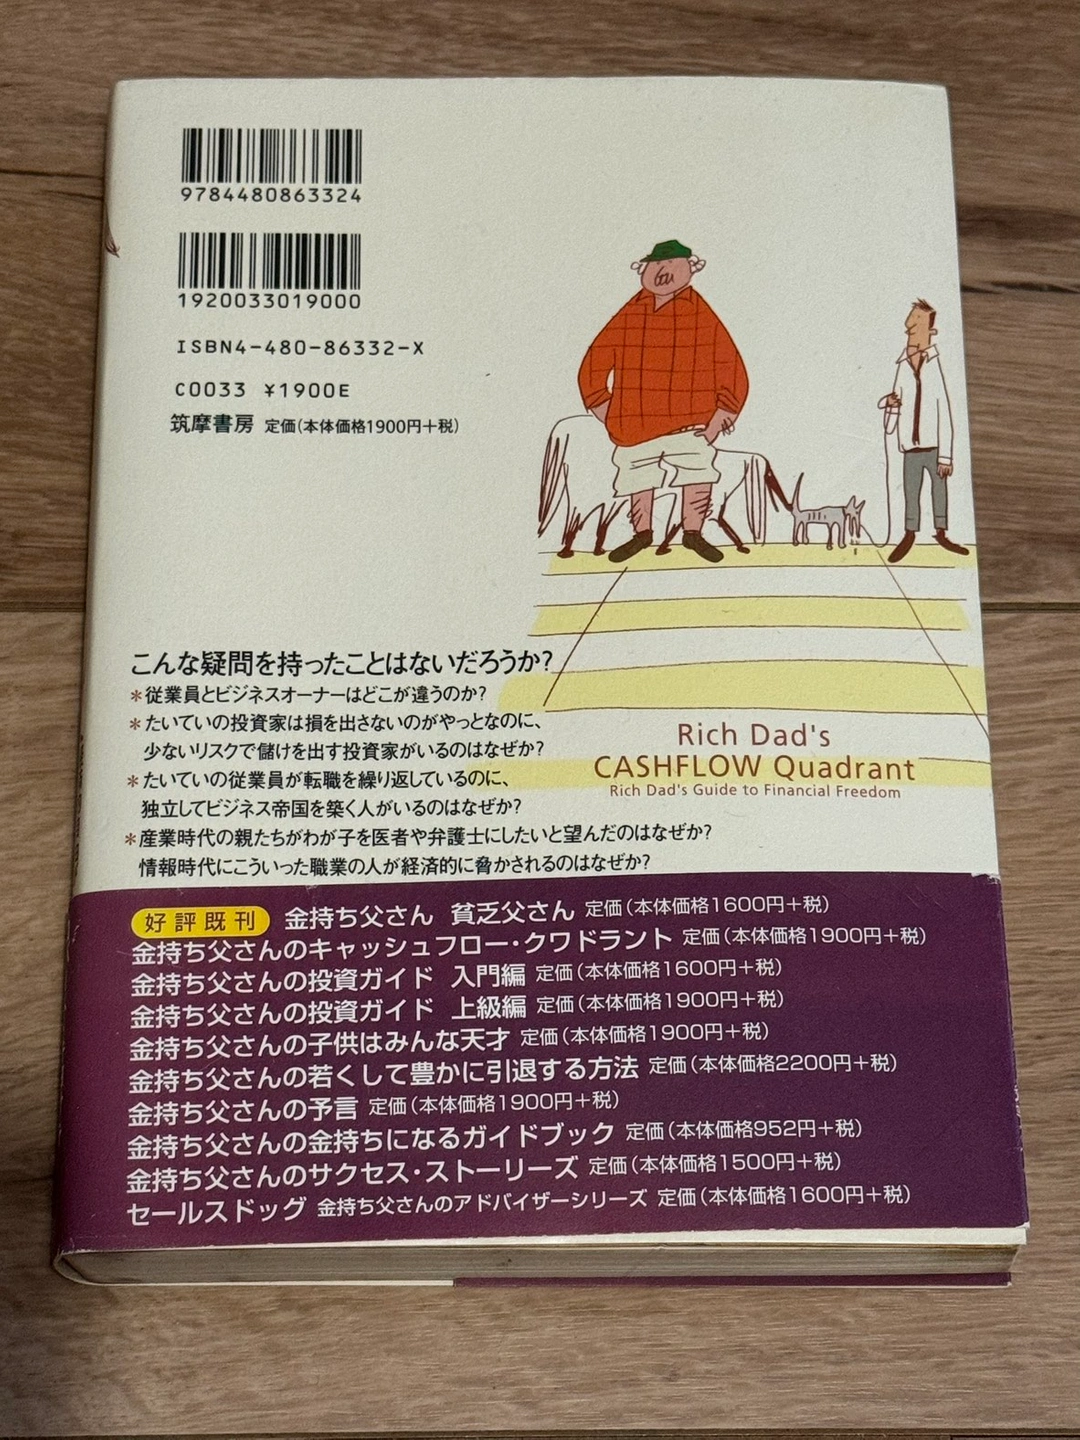 9784480863324
1920033019000
ISBN4-480-86332-X
C0033 ¥1900E
筑摩書房 定価(本体価格1900円+税)
こんな疑問を持ったことはないだろうか?
*従業員とビジネスオーナーはどこが違うのか?
*たいていの投資家は損を出さないのがやっとなのに、
少ないリスクで儲けを出す投資家がいるのはなぜか?
*たいていの従業員が転職を繰り返しているのに、
独立してビジネス帝国を築く人がいるのはなぜか?
*産業時代の親たちがわが子を医者や弁護士にしたいと望んだのはなぜか?
情報時代にこういった職業の人が経済的に脅かされるのはなぜか?
Rich Dad's
CASHFLOW Quadrant
Rich Dad's Guide to Financial Freedom
好評既刊 金持ち父さん 貧乏父さん 定価(本体価格1600円+税)
金持ち父さんのキャッシュフロー・クワドラント 定価(本体価格1900円+税)
金持ち父さんの投資ガイド 入門編 定価(本体価格1600円+税)
金持ち父さんの投資ガイド 上級編 定価(本体価格1900円+税)
金持ち父さんの子供はみんな天才 定価(本体価格1900円+税)
金持ち父さんの若くして豊かに引退する方法 定価(本体価格2200円+税)
金持ち父さんの予言 定価(本体価格1900円+税)
金持ち父さんの金持ちになるガイドブック 定価(本体価格952円+税)
金持ち父さんのサクセス・ストーリーズ 定価(本体価格1500円+税)
セールスドッグ 金持ち父さんのアドバイザーシリーズ 定価(本体価格1600円+税)